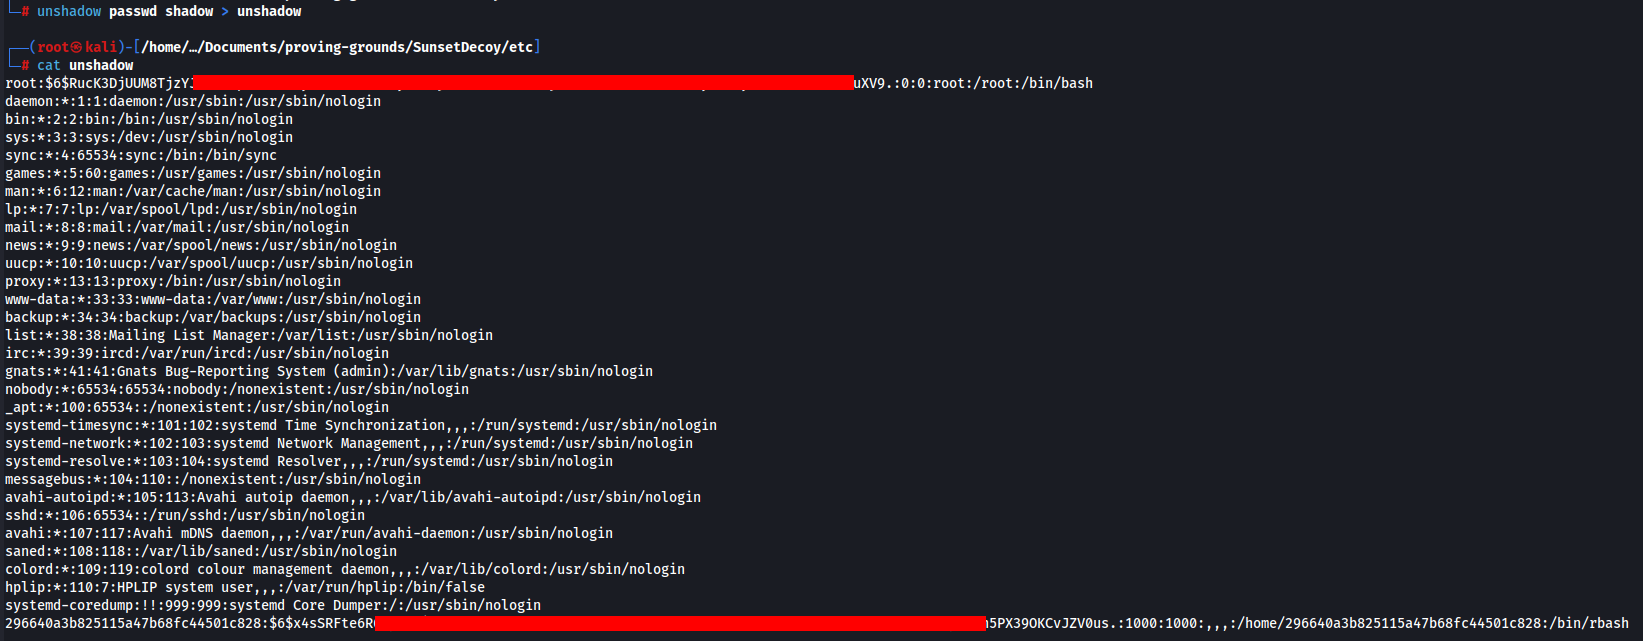 └─# unshadow passwd shadow > unshadow
┌──(root㉿kali)-[/home/…/Documents/proving-grounds/SunsetDecoy/etc]
└─# cat unshadow
root:$6$RucK3DjUUM8TjzYJ uXV9.:0:0:root:/root:/bin/bash
daemon:*:1:1:daemon:/usr/sbin:/usr/sbin/nologin
bin:*:2:2:bin:/bin:/usr/sbin/nologin
sys:*:3:3:sys:/dev:/usr/sbin/nologin
sync:*:4:65534:sync:/bin:/bin/sync
games:*:5:60:games:/usr/games:/usr/sbin/nologin
man:*:6:12:man:/var/cache/man:/usr/sbin/nologin
lp:*:7:7:lp:/var/spool/lpd:/usr/sbin/nologin
mail:*:8:8:mail:/var/mail:/usr/sbin/nologin
news:*:9:9:news:/var/spool/news:/usr/sbin/nologin
uucp:*:10:10:uucp:/var/spool/uucp:/usr/sbin/nologin
proxy:*:13:13:proxy:/bin:/usr/sbin/nologin
www-data:*:33:33:www-data:/var/www:/usr/sbin/nologin
backup:*:34:34:backup:/var/backups:/usr/sbin/nologin
list:*:38:38:Mailing List Manager:/var/list:/usr/sbin/nologin
irc:*:39:39:ircd:/var/run/ircd:/usr/sbin/nologin
gnats:*:41:41:Gnats Bug-Reporting System (admin):/var/lib/gnats:/usr/sbin/nologin
nobody:*:65534:65534:nobody:/nonexistent:/usr/sbin/nologin
_apt:*:100:65534::/nonexistent:/usr/sbin/nologin
systemd-timesync:*:101:102:systemd Time Synchronization,,,:/run/systemd:/usr/sbin/nologin
systemd-network:*:102:103:systemd Network Management,,,:/run/systemd:/usr/sbin/nologin
systemd-resolve:*:103:104:systemd Resolver,,,:/run/systemd:/usr/sbin/nologin
messagebus:*:104:110::/nonexistent:/usr/sbin/nologin
avahi-autoipd:*:105:113:Avahi autoip daemon,,,:/var/lib/avahi-autoipd:/usr/sbin/nologin
sshd:*:106:65534::/run/sshd:/usr/sbin/nologin
avahi:*:107:117:Avahi mDNS daemon,,,:/var/run/avahi-daemon:/usr/sbin/nologin
saned:*:108:118::/var/lib/saned:/usr/sbin/nologin
colord:*:109:119:colord colour management daemon,,,:/var/lib/colord:/usr/sbin/nologin
hplip:*:110:7:HPLIP system user,,,:/var/run/hplip:/bin/false
systemd-coredump:!!:999:999:systemd Core Dumper:/:/usr/sbin/nologin
296640a3b825115a47b68fc44501c828:$6$x4sSRFte6R 5PX39OKCvJZV0us.:1000:1000:,,,:/home/296640a3b825115a47b68fc44501c828:/bin/rbash